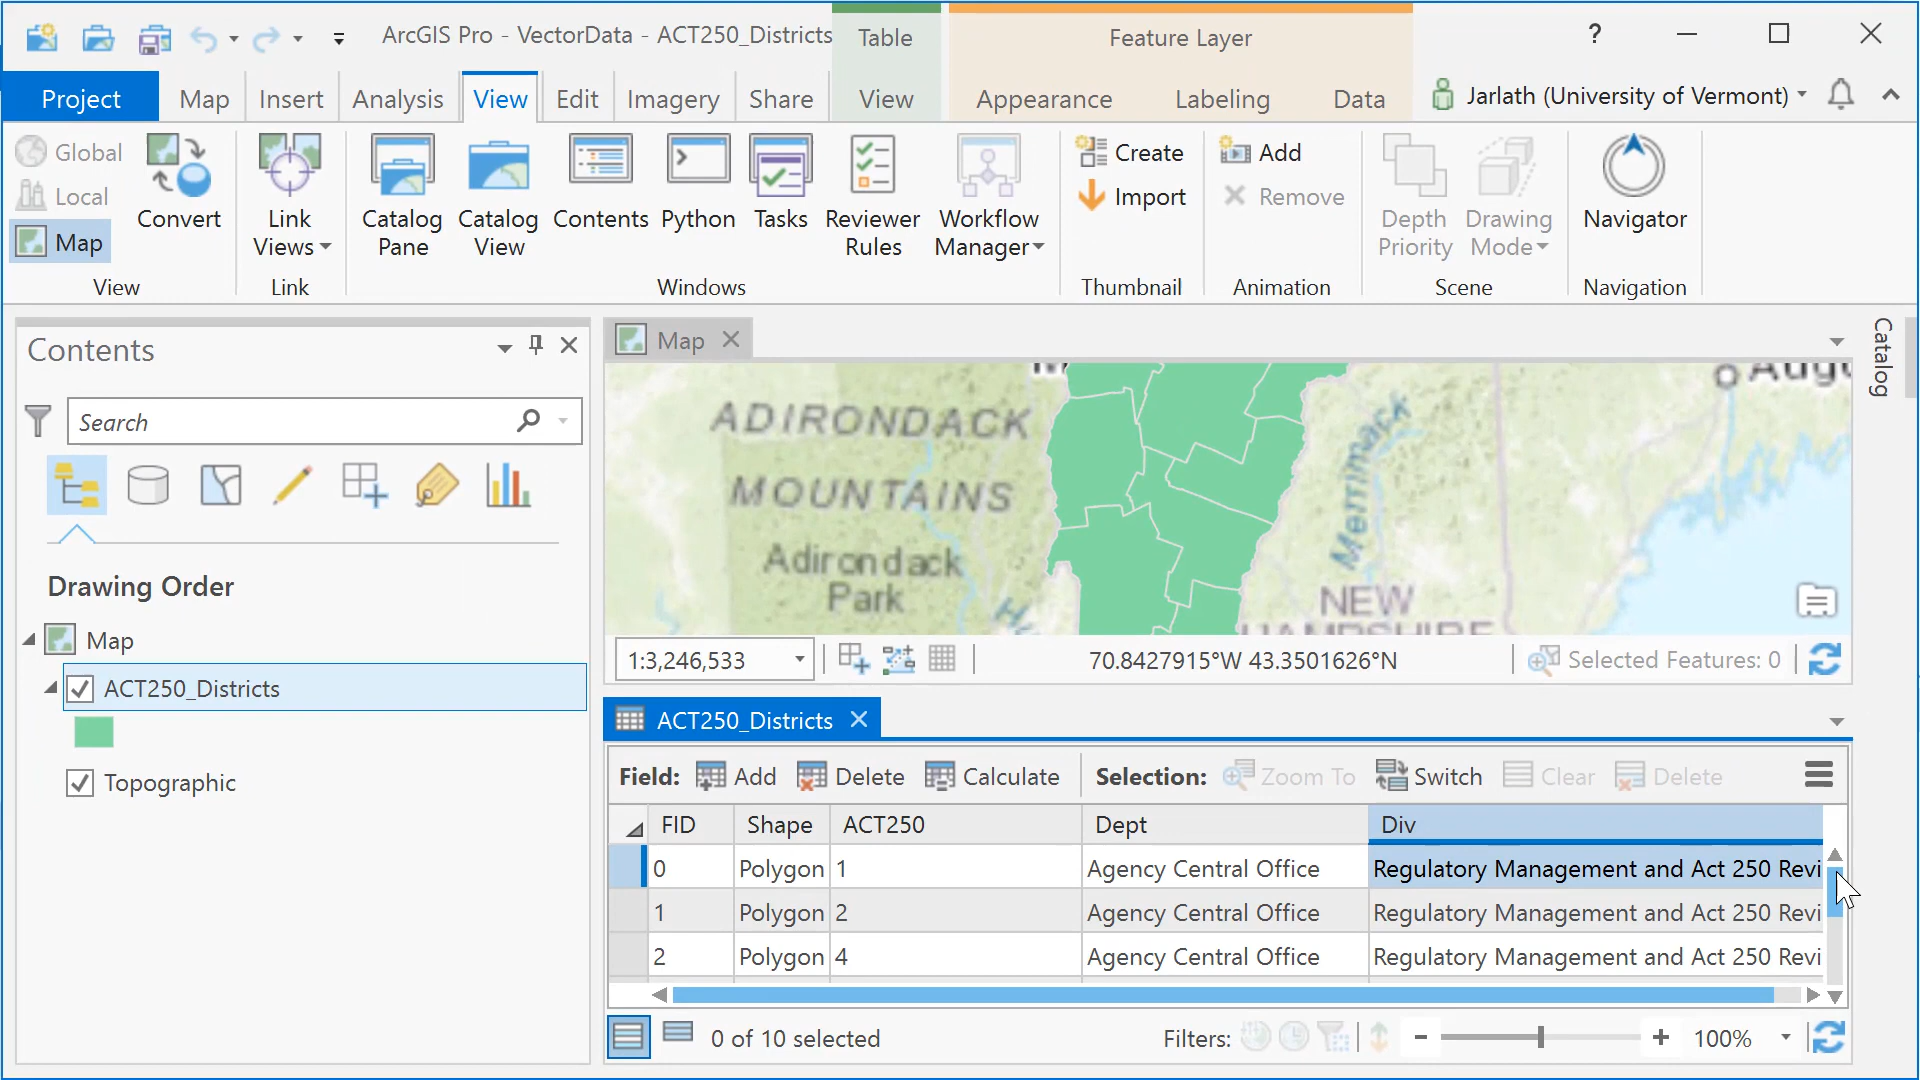 ArcGIS Pro - VectorData - ACT250_Districts
Table
Feature Layer
?
Project
Map
Insert
Analysis
View
Edit
Imagery
Share
View
Appearance
Labeling
Data
Jarlath (University of Vermont)
Global
Local
Map
Convert
View
Link
Views
Link
Catalog
Pane
Catalog
View
Contents
Python
Tasks
Reviewer
Rules
Workflow
Manager
Windows
Create
Import
Thumbnail
Add
Remove
Animation
Depth
Priority
Drawing
Mode
Scene
Navigator
Navigation
Contents
Search
Drawing Order
Map
ACT250_Districts
Topographic
Map
Catalog
ADIRONDACK
MOUNTAINS
Adirondack
Park
Merrimack
NEW
HAMPSHIRE
1:3,246,533
70.8427915°W 43.3501626°N
Selected Features: 0
ACT250_Districts
Field: Add Delete Calculate Selection: Zoom To Switch Clear Delete
FID Shape ACT250 Dept Div
0 Polygon 1 Agency Central Office Regulatory Management and Act 250 Revi
1 Polygon 2 Agency Central Office Regulatory Management and Act 250 Revi
2 Polygon 4 Agency Central Office Regulatory Management and Act 250 Revi
0 of 10 selected
Filters:
- + 100%